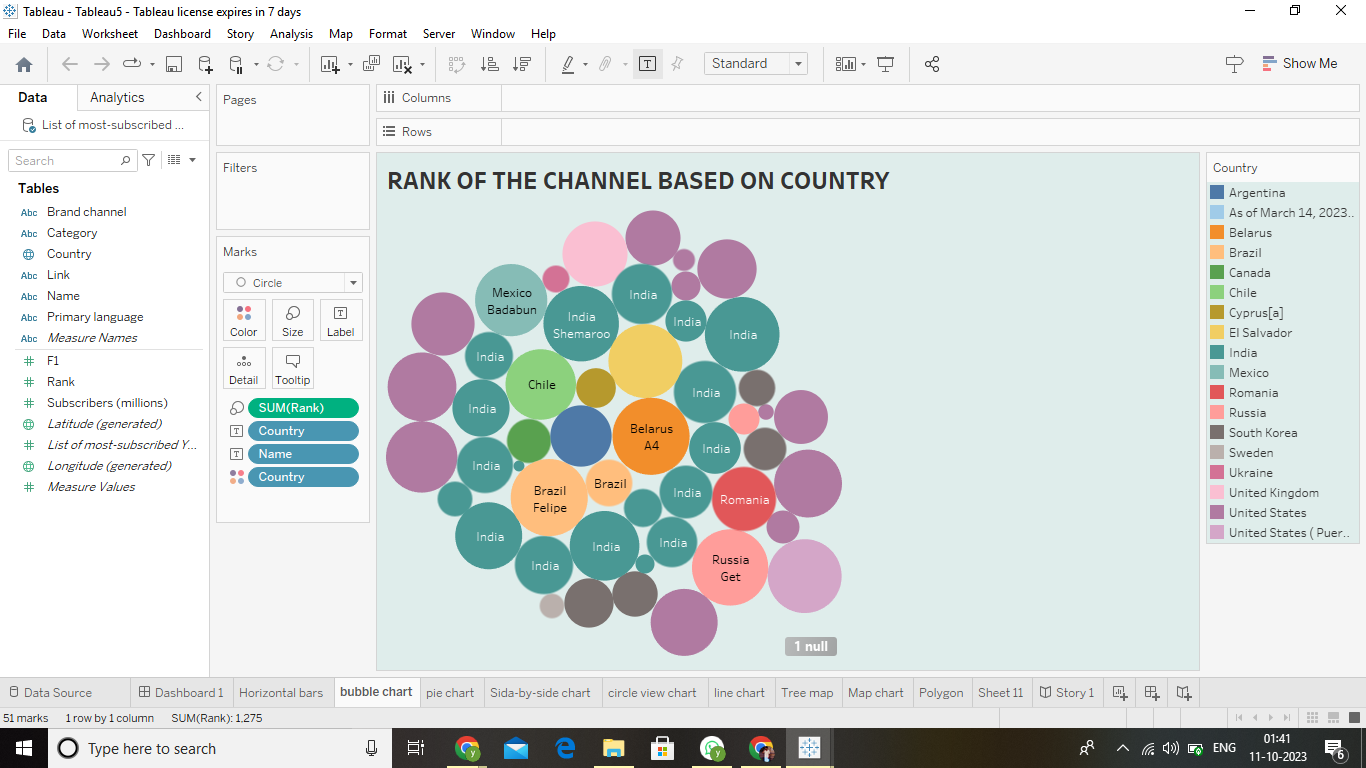 Tableau - Tableau5 - Tableau license expires in 7 days
File Data Worksheet Dashboard Story Analysis Map Format Server Window Help
Standard
Show Me
Data Analytics
List of most-subscribed ...
Search
Tables
Abc Brand channel
Abc Category
Country
Abc Link
Abc Name
Abc Primary language
Abc Measure Names
F1
Rank
Subscribers (millions)
Latitude (generated)
List of most-subscribed Y...
Longitude (generated)
Measure Values
Pages
Filters
Marks
Circle
Color Size Label
Detail Tooltip
SUM(Rank)
Country
Name
Country
Columns
Rows
RANK OF THE CHANNEL BASED ON COUNTRY
Mexico
Badabun
India
India
Shemaroo
India
India
India
Chile
India
India
Belarus
A4
India
India
Brazil
Felipe
Brazil
India
Romania
India
India
India
India
Russia
Get
1 null
Country
Argentina
As of March 14, 2023..
Belarus
Brazil
Canada
Chile
Cyprus[a]
El Salvador
India
Mexico
Romania
Russia
South Korea
Sweden
Ukraine
United Kingdom
United States
United States ( Puer..
Data Source Dashboard 1 Horizontal bars bubble chart pie chart Sida-by-side chart circle view chart line chart Tree map Map chart Polygon Sheet 11 Story 1
51 marks 1 row by 1 column SUM(Rank): 1,275
Type here to search
ENG
01:41
11-10-2023
6